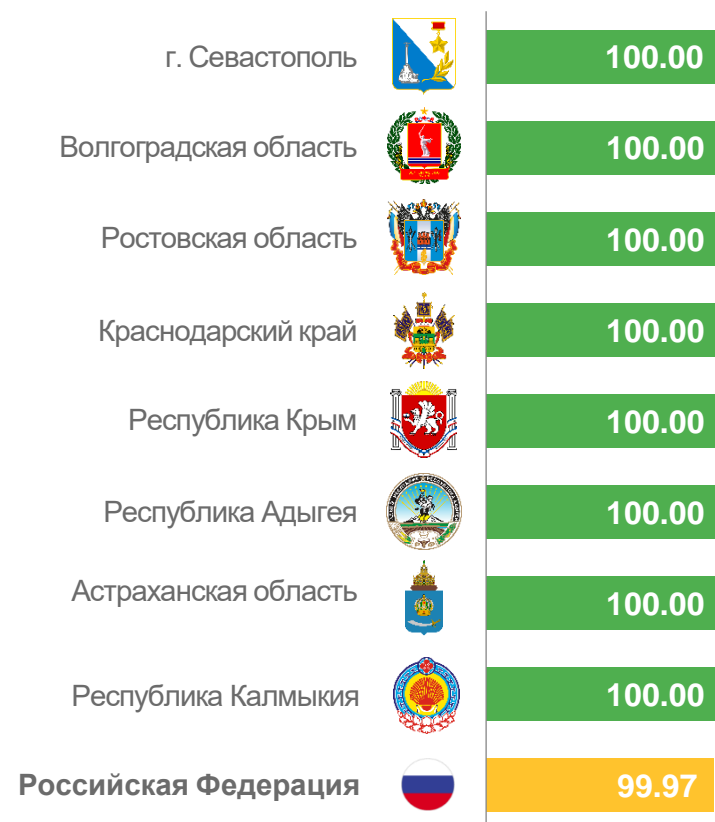 г. Севастополь 100.00
Волгоградская область 100.00
Ростовская область 100.00
Краснодарский край 100.00
Республика Крым 100.00
Республика Адыгея 100.00
Астраханская область 100.00
Республика Калмыкия 100.00
Российская Федерация 99.97